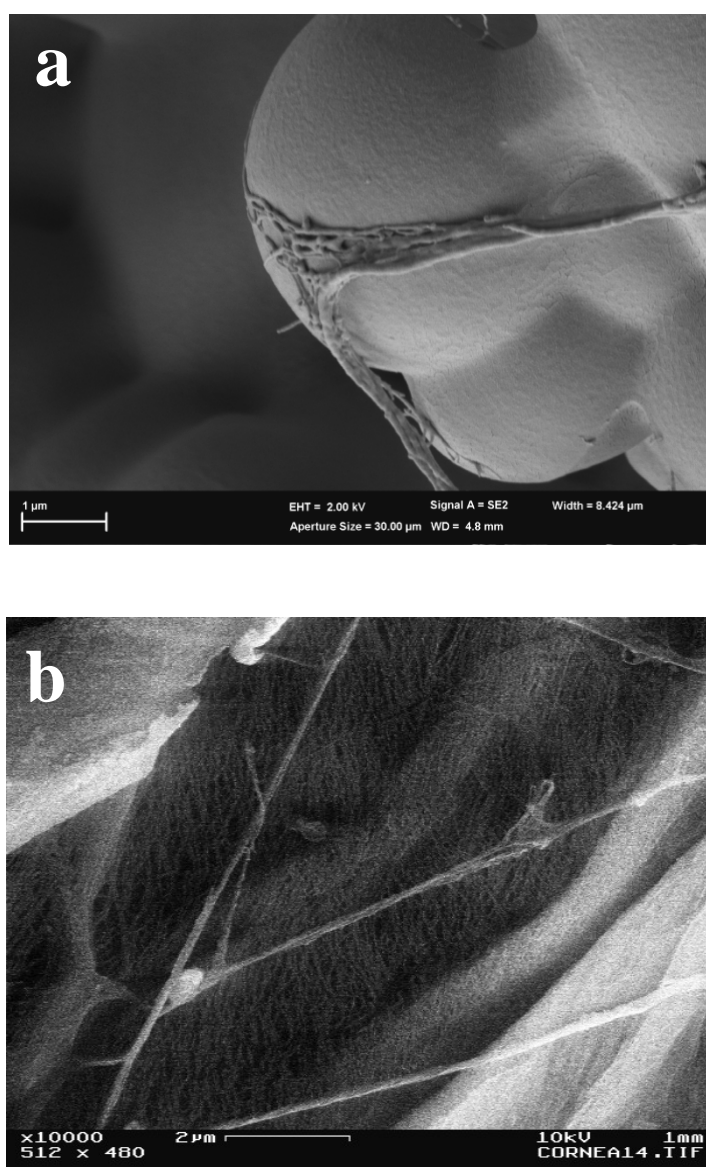 a
1 µm
EHT = 2.00 kV Signal A = SE2 Width = 8.424 µm
Aperture Size = 30.00 µm WD = 4.8 mm
b
x10000 2µm 10kV 1mm
512 x 480 CORNEA14.TIF